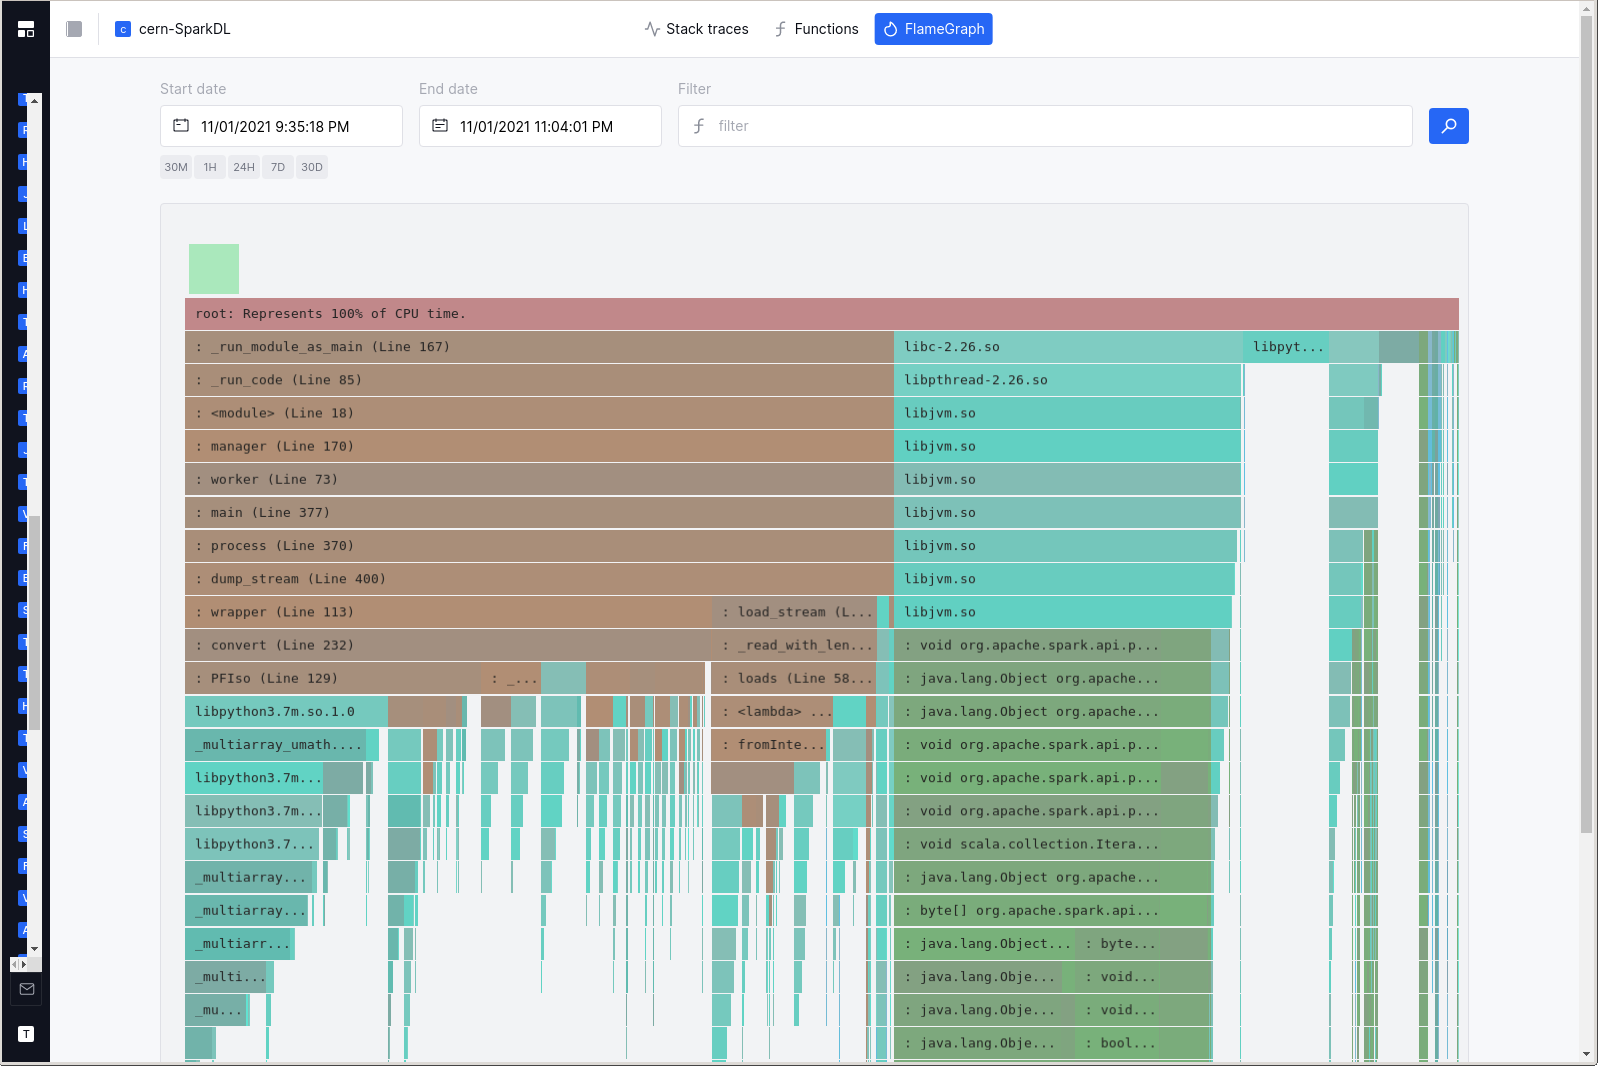 c cern-SparkDL Stack traces Functions FlameGraph
Start date End date Filter
11/01/2021 9:35:18 PM 11/01/2021 11:04:01 PM filter
30M 1H 24H 7D 30D
root: Represents 100% of CPU time.
: _run_module_as_main (Line 167) libc-2.26.so libpyt...
: _run_code (Line 85) libpthread-2.26.so
: <module> (Line 18) libjvm.so
: manager (Line 170) libjvm.so
: worker (Line 73) libjvm.so
: main (Line 377) libjvm.so
: process (Line 370) libjvm.so
: dump_stream (Line 400) libjvm.so
: wrapper (Line 113) : load_stream (L... libjvm.so
: convert (Line 232) : _read_with_len... : void org.apache.spark.api.p...
: PFIso (Line 129) : _... : loads (Line 58... : java.lang.Object org.apache...
libpython3.7m.so.1.0 : <lambda> ... : java.lang.Object org.apache...
_multiarray_umath.... : fromInte... : void org.apache.spark.api.p...
libpython3.7m... : void org.apache.spark.api.p...
libpython3.7m... : void org.apache.spark.api.p...
libpython3.7... : void scala.collection.Itera...
_multiarray... : java.lang.Object org.apache...
_multiarray... : byte[] org.apache.spark.api...
_multiarr... : java.lang.Object... : byte...
_multi... : java.lang.Obje... : void...
_mu... : java.lang.Obje... : void...
: java.lang.Obje... : bool...
T